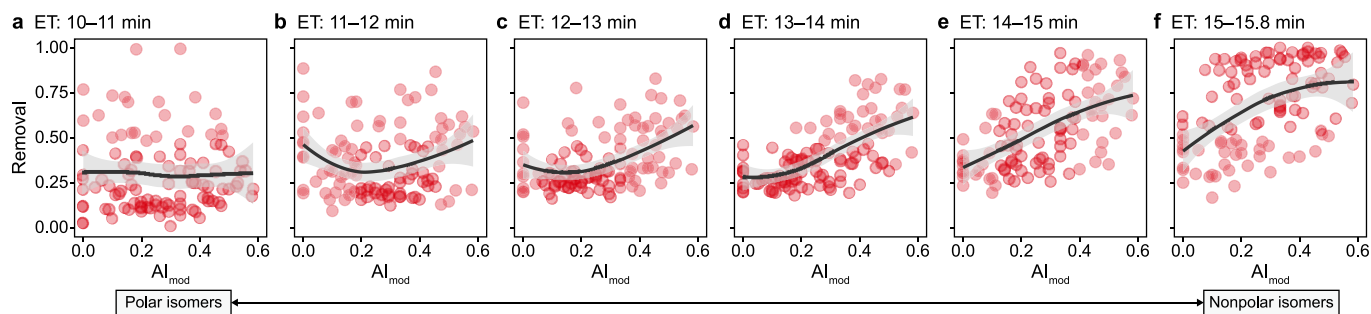 a ET: 10–11 min
b ET: 11–12 min
c ET: 12–13 min
d ET: 13–14 min
e ET: 14–15 min
f ET: 15–15.8 min
Removal
1.00
0.75
0.50
0.25
0.00
0.0 0.2 0.4 0.6
0.0 0.2 0.4 0.6
0.0 0.2 0.4 0.6
0.0 0.2 0.4 0.6
0.0 0.2 0.4 0.6
0.0 0.2 0.4 0.6
AImod
AImod
AImod
AImod
AImod
AImod
Polar isomers
Nonpolar isomers